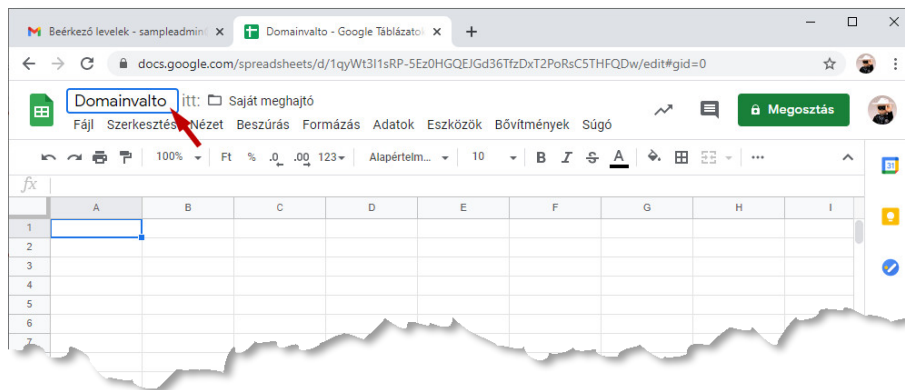 Beérkező levelek - sampleadmin Domainvalto - Google Táblázatok
docs.google.com/spreadsheets/d/1qyWt3I1sRP-5Ez0HGQEJGd36TfzDxT2PoRsC5THFQDw/edit#gid=0
Domainvalto itt: Saját meghajtó
Fájl Szerkesztés Nézet Beszúrás Formázás Adatok Eszközök Bővítmények Súgó Megosztás
100% Ft % .0 .00 123 Alapértelm... 10 B I S A ...
31
fx
A B C D E F G H I
1
2
3
4
5
6
7